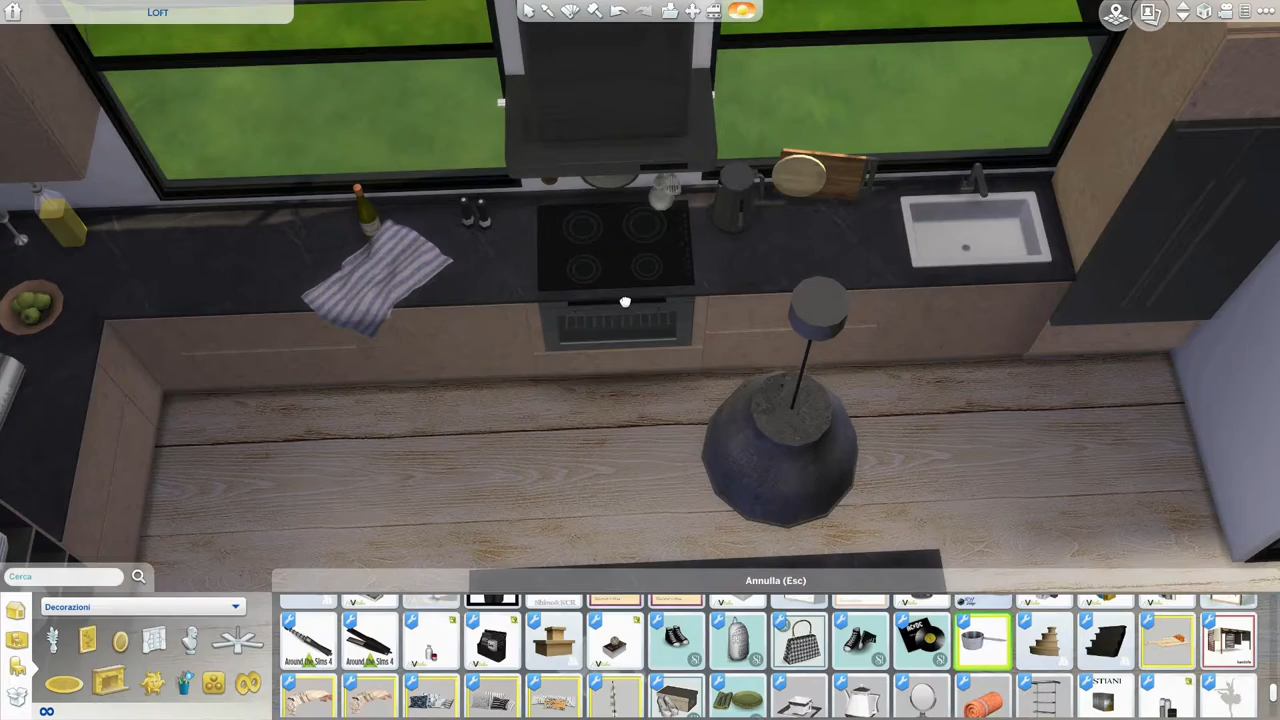 LOFT
Annulla (Esc)
Cerca
Decorazioni
Around the Sims 4
Around the Sims 4
STIANI